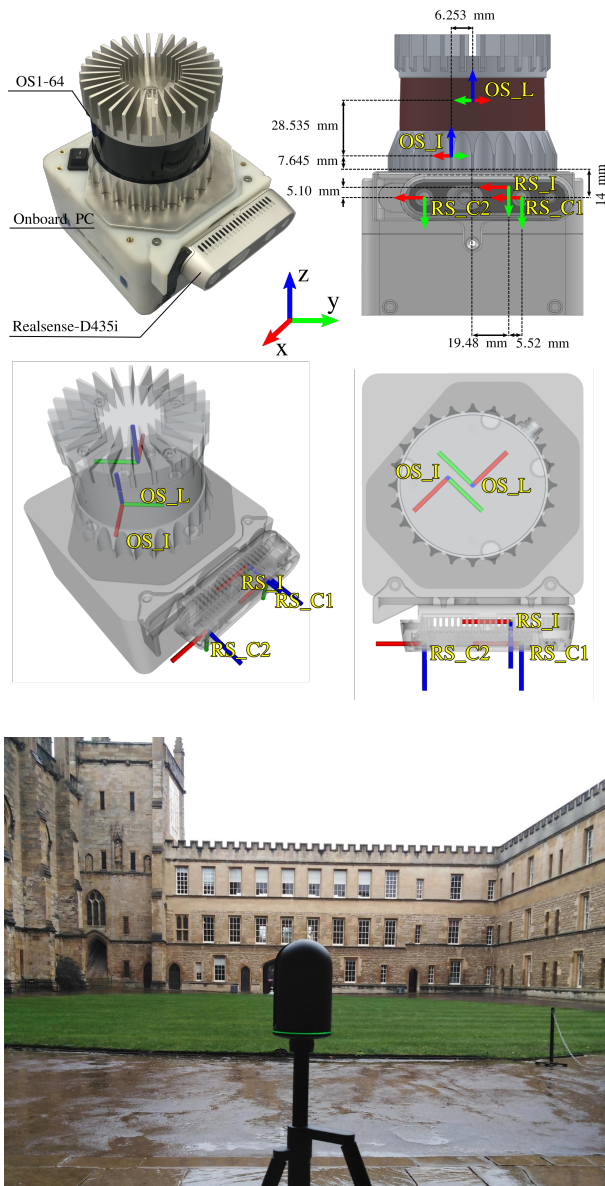 OS1-64
Onboard PC
Realsense-D435i
6.253 mm
OS_L
28.535 mm
OS_I
7.645 mm
5.10 mm
14 mm
RS_I
RS_C2
RS_C1
19.48 mm
5.52 mm
z
y
x
OS_L
OS_I
RS_I
RS_C1
RS_C2
OS_I
OS_L
RS_I
RS_C2
RS_C1